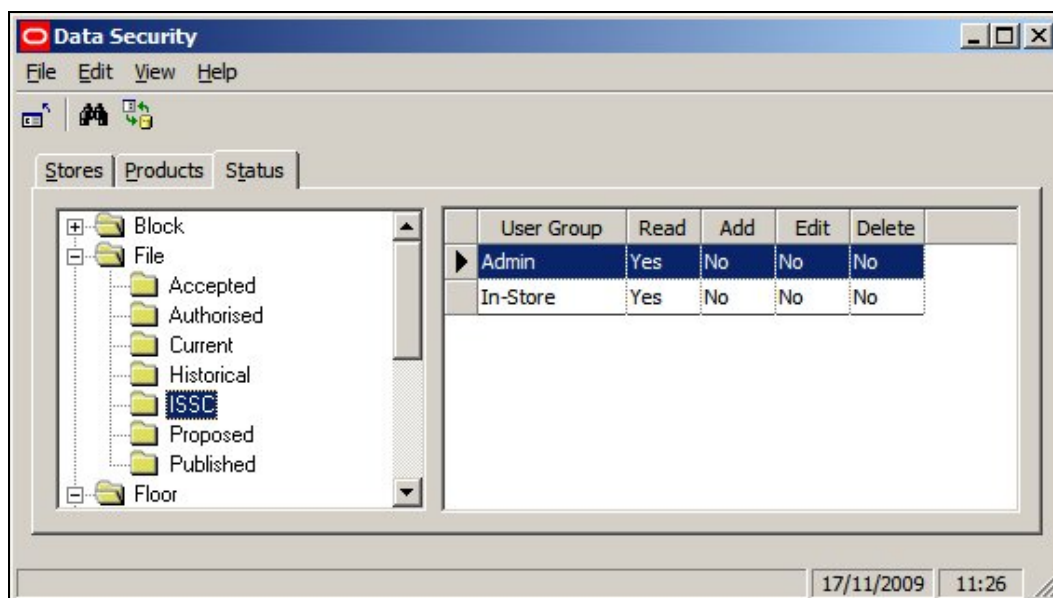 Data Security
File Edit View Help
Stores Products Status
Block
File
Accepted
Authorised
Current
Historical
ISSC
Proposed
Published
Floor
User Group Read Add Edit Delete
Admin Yes No No No
In-Store Yes No No No
17/11/2009 11:26